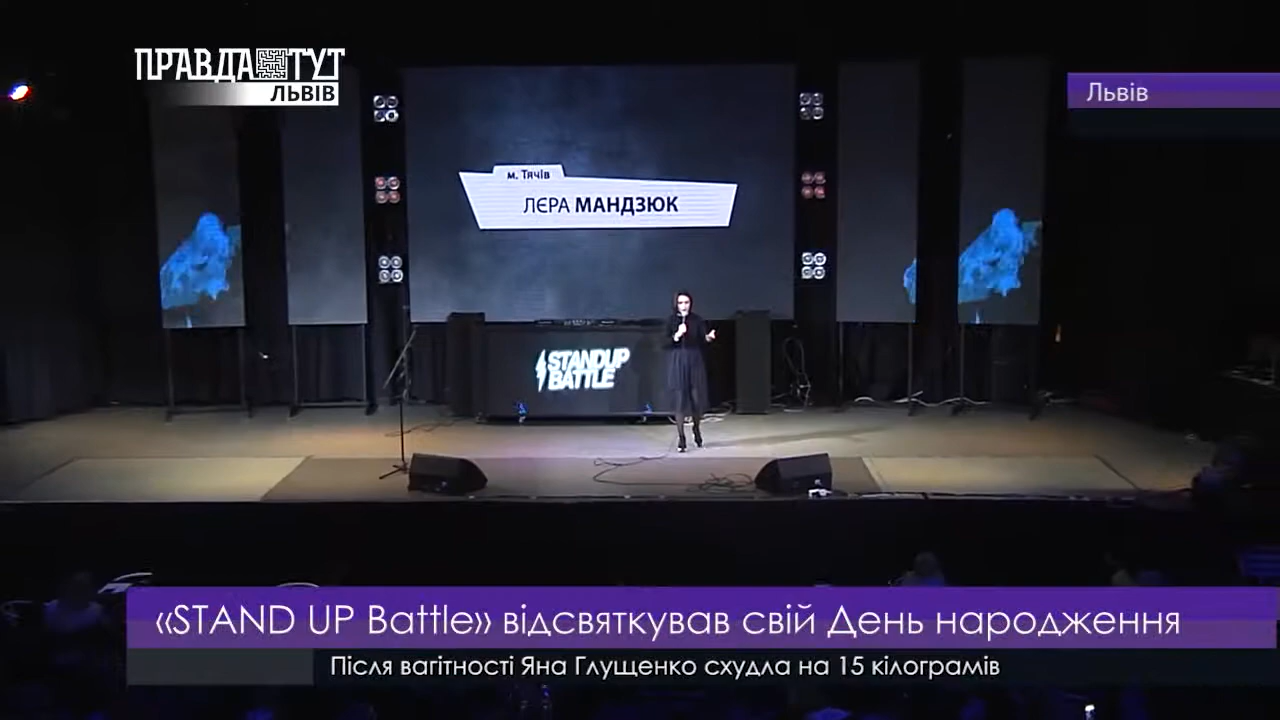 ПРАВДА ТУТ
ЛЬВІВ
Львів
м. Тячів
ЛЄРА МАНДЗЮК
STANDUP
BATTLE
«STAND UP Battle» відсвяткував свій День народження
Після вагітності Яна Глущенко схудла на 15 кілограмів